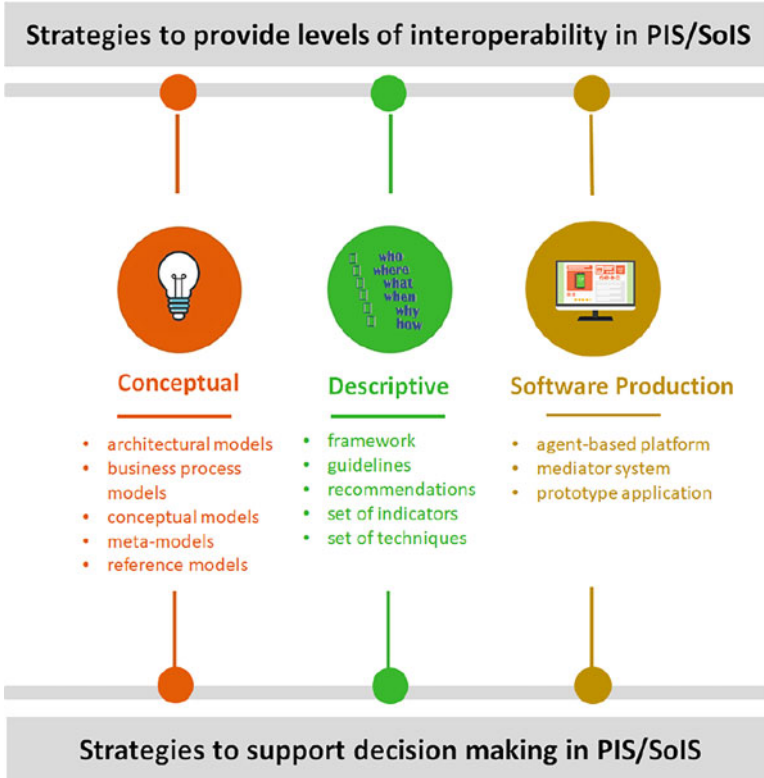 Strategies to provide levels of interoperability in PIS/SoIS
who
where
what
when
why
how
Conceptual
• architectural models
• business process
models
• conceptual models
• meta-models
• reference models
Descriptive
• framework
• guidelines
• recommendations
• set of indicators
• set of techniques
Software Production
• agent-based platform
• mediator system
• prototype application
Strategies to support decision making in PIS/SoIS